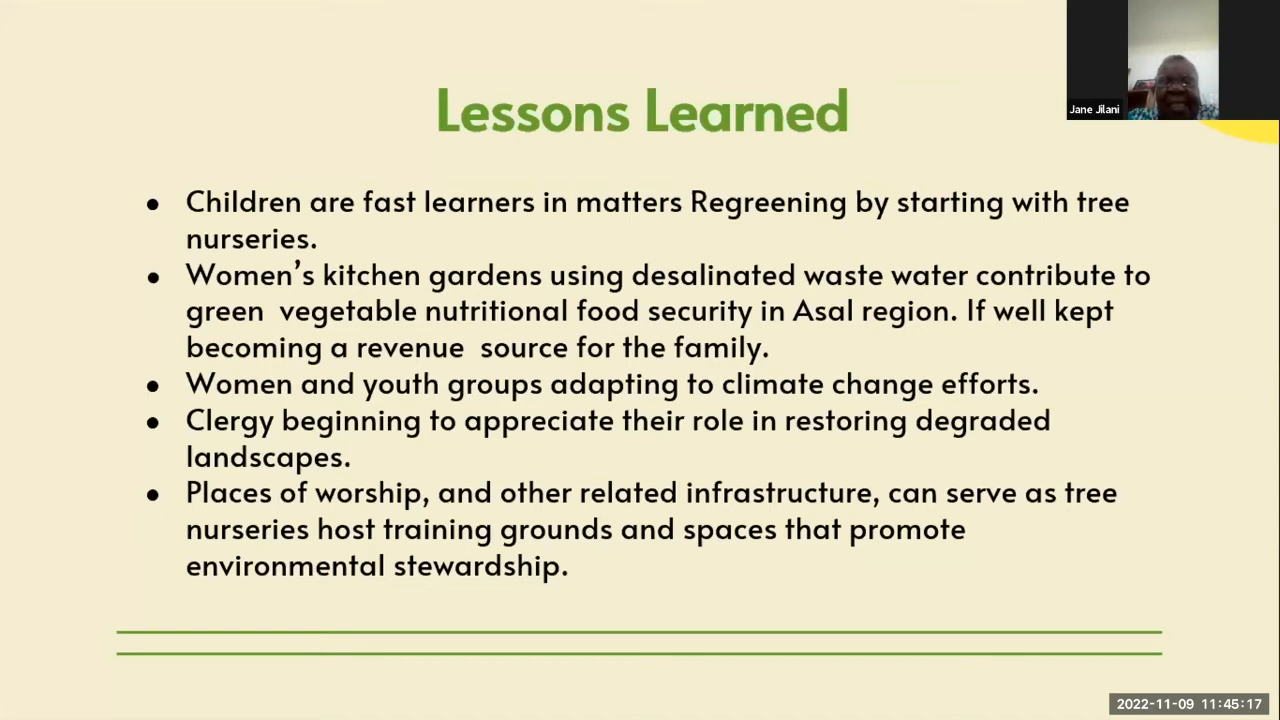 Jane Jilani
Lessons Learned
● Children are fast learners in matters Regreening by starting with tree
nurseries.
● Women’s kitchen gardens using desalinated waste water contribute to
green  vegetable nutritional food security in Asal region. If well kept
becoming a revenue  source for the family.
● Women and youth groups adapting to climate change efforts.
● Clergy beginning to appreciate their role in restoring degraded
landscapes.
● Places of worship, and other related infrastructure, can serve as tree
nurseries host training grounds and spaces that promote
environmental stewardship.
2022-11-09 11:45:17